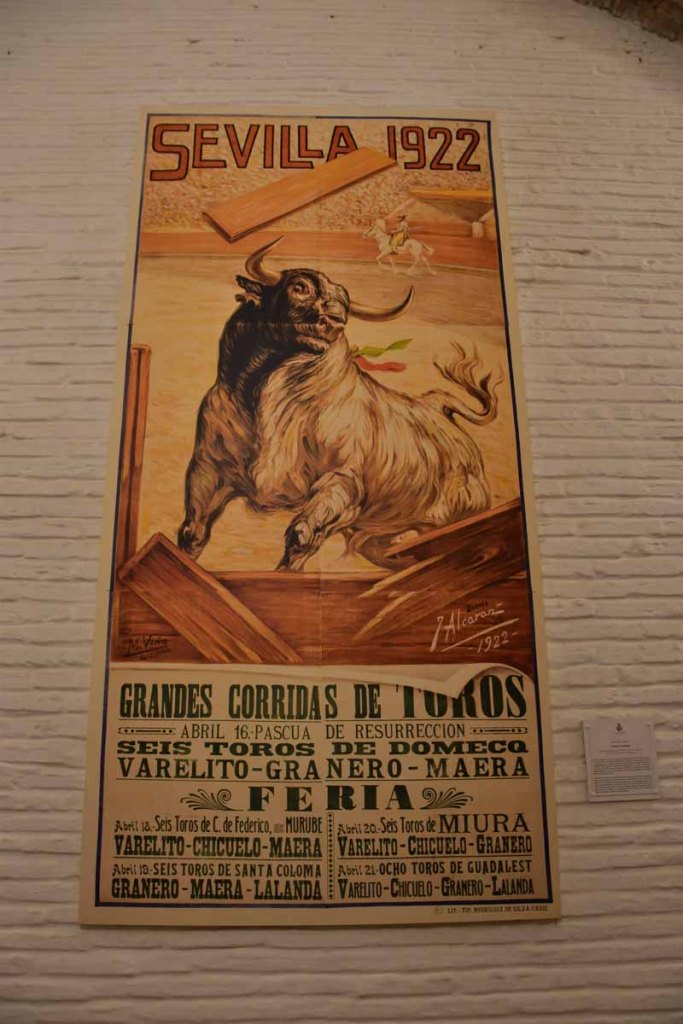 SEVILLA 1922
J Alcaraz
-1922-
GRANDES CORRIDAS DE TOROS
ABRIL 16.-PASCUA DE RESURRECCION
SEIS TOROS DE DOMECQ
VARELITO-GRANERO-MAERA
FERIA
Abril 18.-Seis Toros de C. de Federico, MURUBE
VARELITO-CHICUELO-MAERA
Abril 19.-SEIS TOROS DE SANTA COLOMA
GRANERO-MAERA-LALANDA
Abril 20.-Seis Toros de MIURA
VARELITO-CHICUELO-GRANERO
Abril 21.-OCHO TOROS DE GUADALEST
VARELITO-CHICUELO-GRANERO-LALANDA
LIT. - TIP.